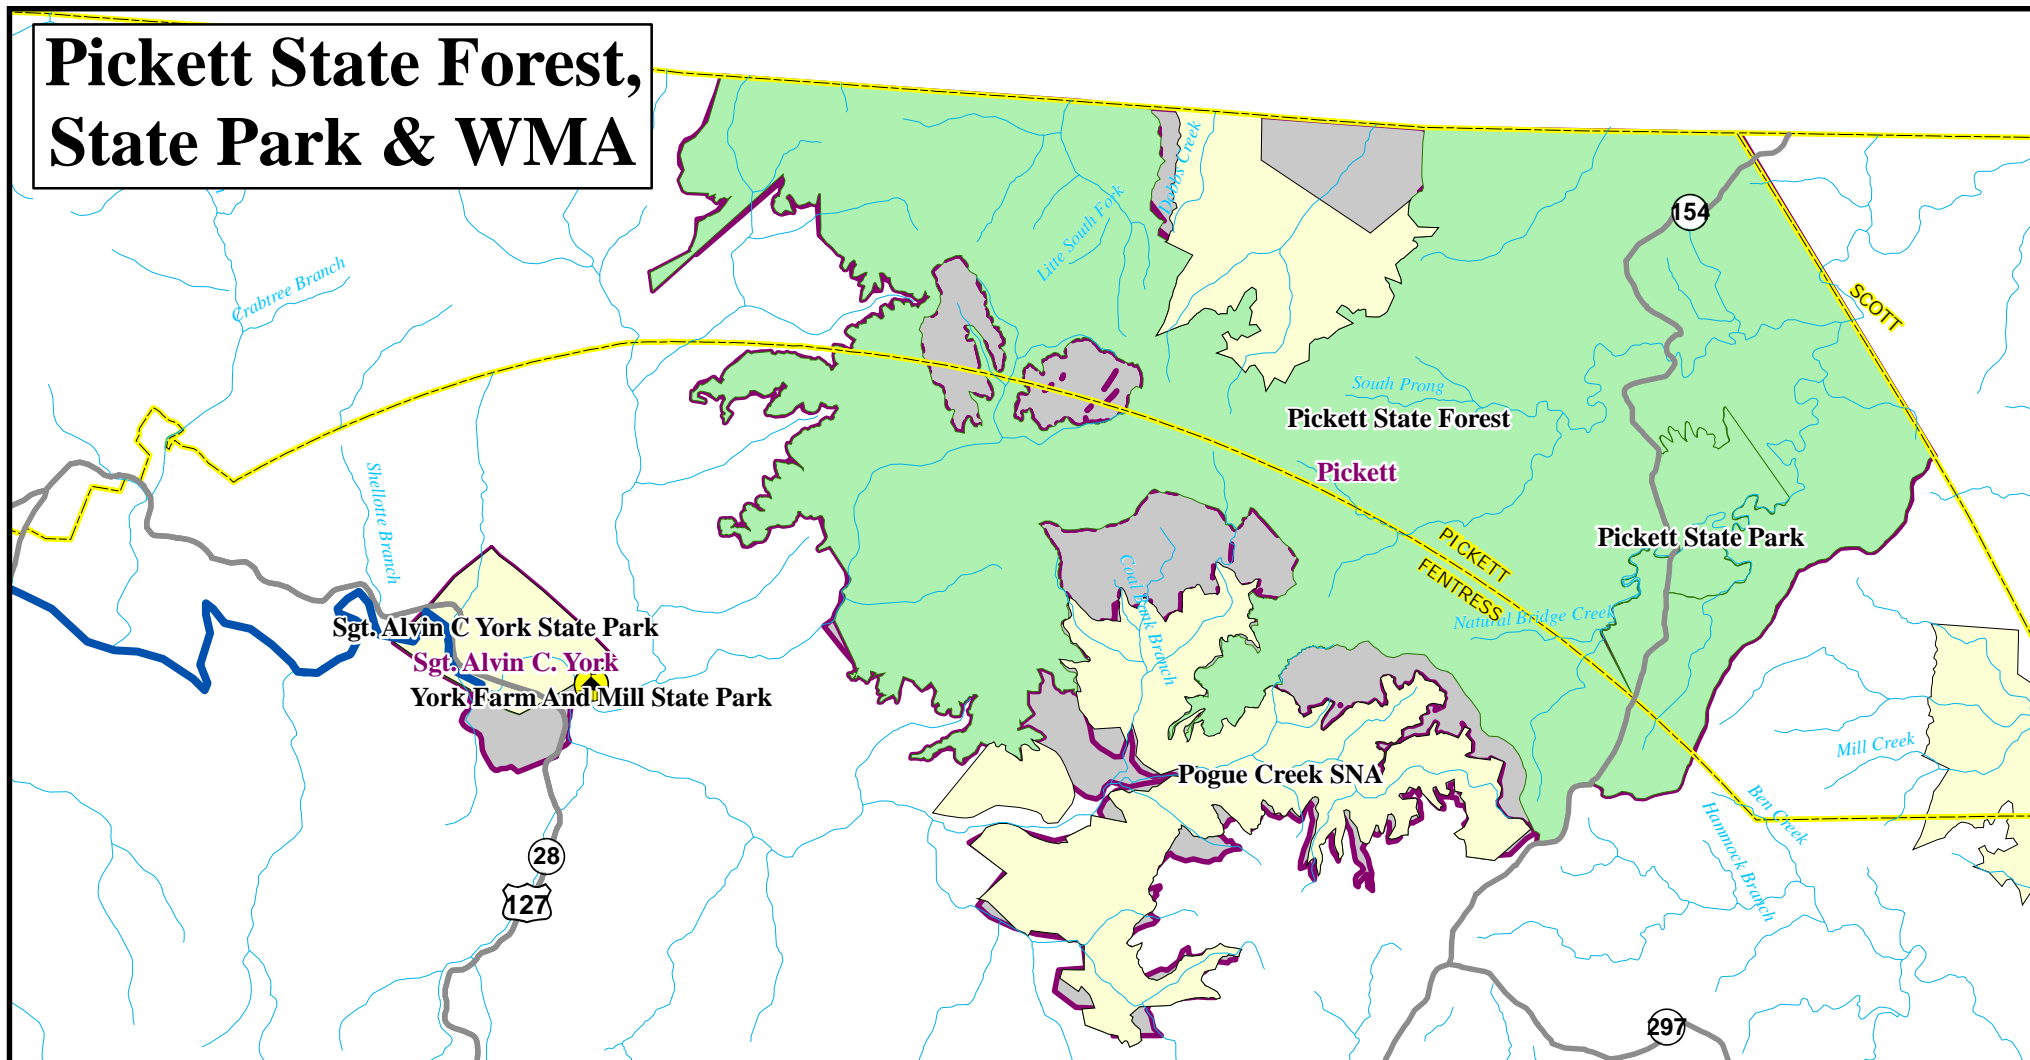 Pickett State Forest,
State Park & WMA
Dobbs Creek
154
Litte South Fork
Crabtree Branch
SCOTT
South Prong
Pickett State Forest
Pickett
Shellotte Branch
PICKETT
FENTRESS
Pickett State Park
Coal Bank Branch
Natural Bridge Creek
Sgt. Alvin C York State Park
Sgt. Alvin C. York
York Farm And Mill State Park
Mill Creek
Pogue Creek SNA
Ben Creek
Hammock Branch
28
127
297